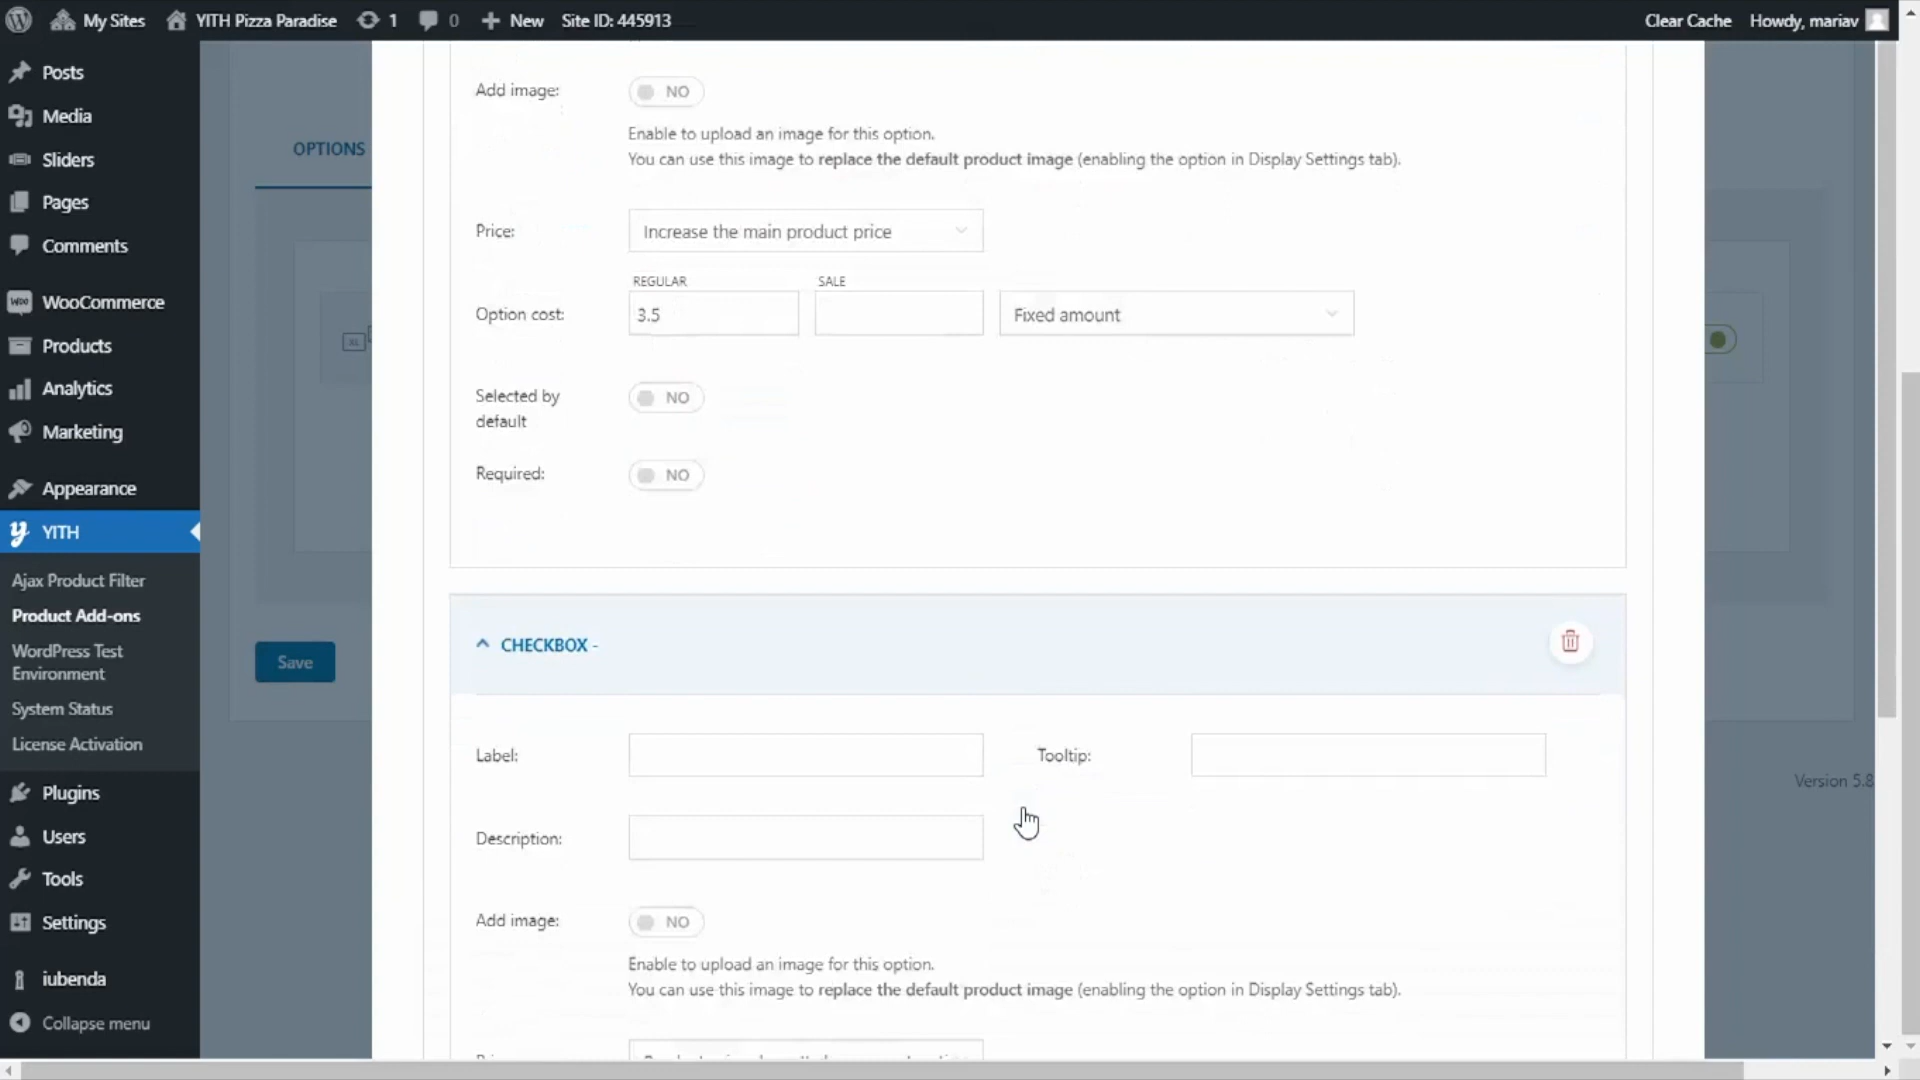 My Sites
YITH Pizza Paradise
1
0
New
Site ID: 445913
Clear Cache
Howdy, mariav
Posts
Media
Sliders
Pages
Comments
WooCommerce
Products
Analytics
Marketing
Appearance
YITH
Ajax Product Filter
Product Add-ons
WordPress Test
Environment
System Status
License Activation
Plugins
Users
Tools
Settings
iubenda
Collapse menu
OPTIONS
XL
Save
Version 5.8
Add image:
NO
Enable to upload an image for this option.
You can use this image to replace the default product image (enabling the option in Display Settings tab).
Price:
Increase the main product price
REGULAR
SALE
Option cost:
3.5
Fixed amount
Selected by
default
NO
Required:
NO
CHECKBOX -
Label:
Tooltip:
Description:
Add image:
NO
Enable to upload an image for this option.
You can use this image to replace the default product image (enabling the option in Display Settings tab).